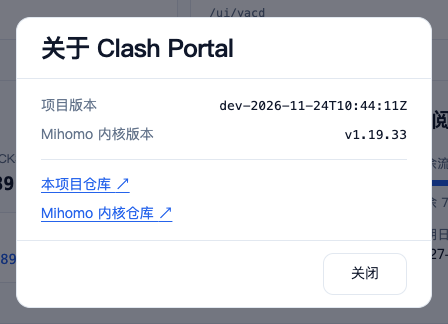 /ui/yacd
关于 Clash Portal
项目版本 dev-2026-11-24T10:44:11Z
Mihomo 内核版本 v1.19.33
本项目仓库 ↗
Mihomo 内核仓库 ↗
关闭